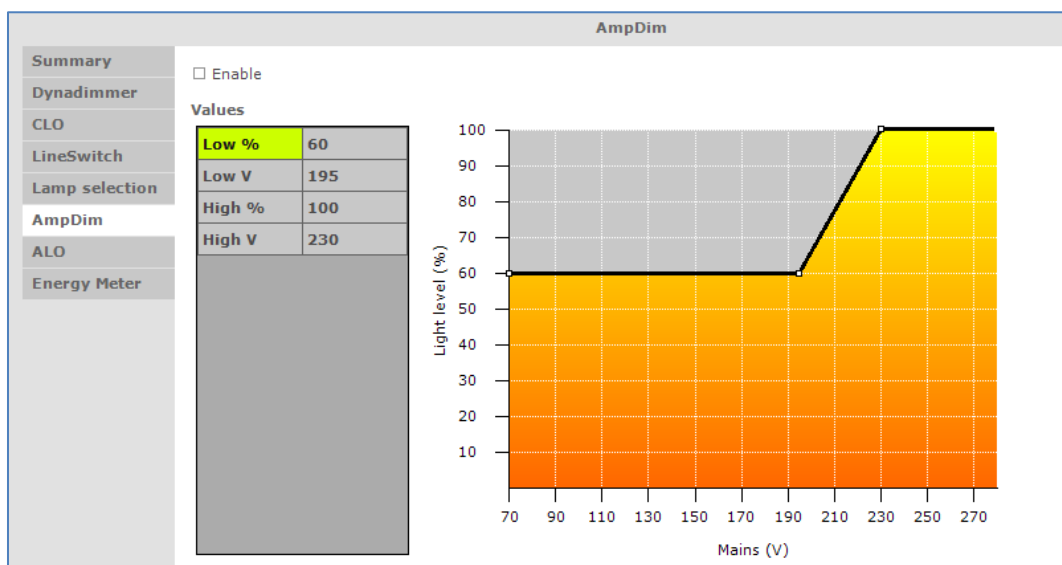 AmpDim
Summary
Dynadimmer
CLO
LineSwitch
Lamp selection
AmpDim
ALO
Energy Meter
Enable
Values
Low % 60
Low V 195
High % 100
High V 230
Light level (%)
100
90
80
70
60
50
40
30
20
10
70 90 110 130 150 170 190 210 230 250 270
Mains (V)